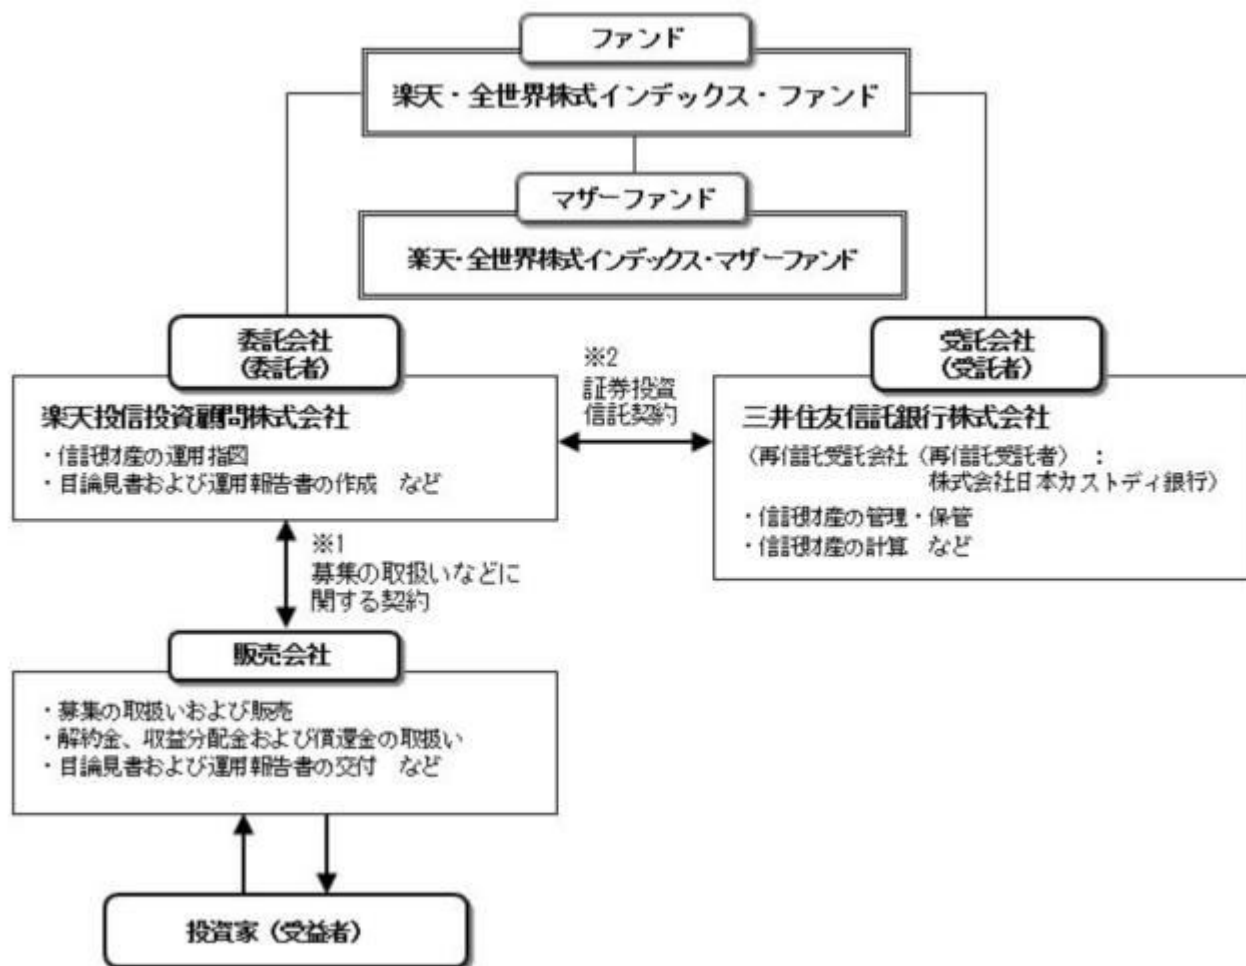 ファンド
楽天・全世界株式インデックス・ファンド
マザーファンド
楽天・全世界株式インデックス・マザーファンド
委託会社
(委託者)
楽天投信投資顧問株式会社
・信託財産の運用指図
・目論見書および運用報告書の作成　など
※2
証券投資
信託契約
受託会社
(受託者)
三井住友信託銀行株式会社
(再信託受託会社(再信託受託者)：
株式会社日本カストディ銀行)
・信託財産の管理・保管
・信託財産の計算　など
※1
募集の取扱いなどに
関する契約
販売会社
・募集の取扱いおよび販売
・解約金、収益分配金および償還金の取扱い
・目論見書および運用報告書の交付　など
投資家(受益者)